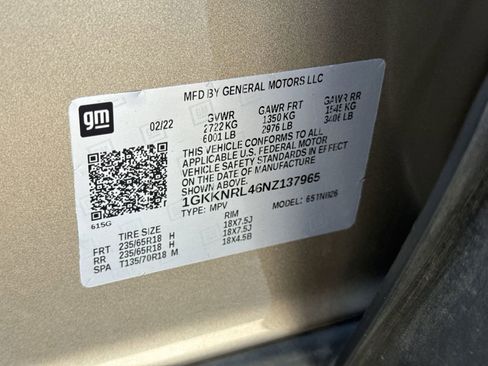 gm
MFD BY GENERAL MOTORS LLC
02/22 GVWR GAWR FRT GAWR RR
2722 KG 1350 KG 1545 KG
6001 LB 2976 LB 3406 LB
THIS VEHICLE CONFORMS TO ALL
APPLICABLE U.S. FEDERAL MOTOR
VEHICLE SAFETY STANDARDS IN EFFECT
ON THE DATE OF MANUFACTURE
SHOWN ABOVE.
1GKKNRL46NZ137965
615G TYPE: MPV MODEL:
TIRE SIZE RIM
FRT 235/65R18 H 18X7.5J
RR 235/65R18 H 18X7.5J
SPA T135/70R18 M 18X4.5B